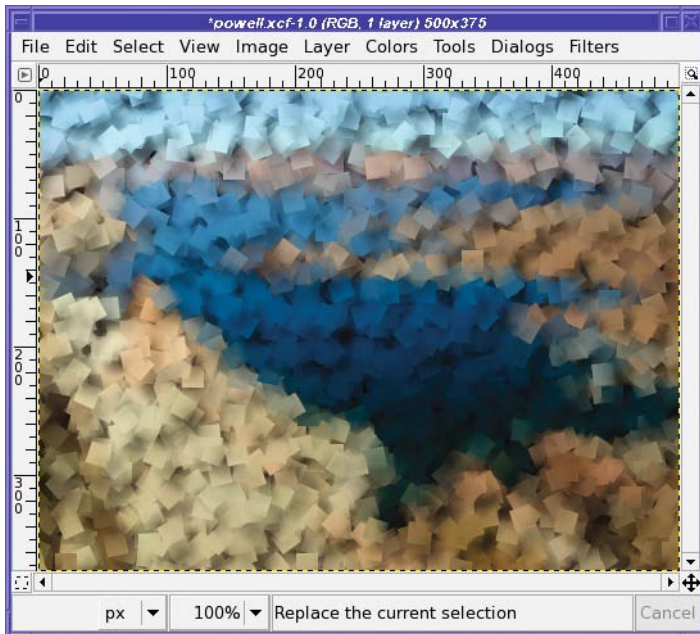 *powell.xcf-1.0 (RGB, 1 layer) 500x375
File Edit Select View Image Layer Colors Tools Dialogs Filters
0 100 200 300 400
0
100
200
300
px 100% Replace the current selection Cancel